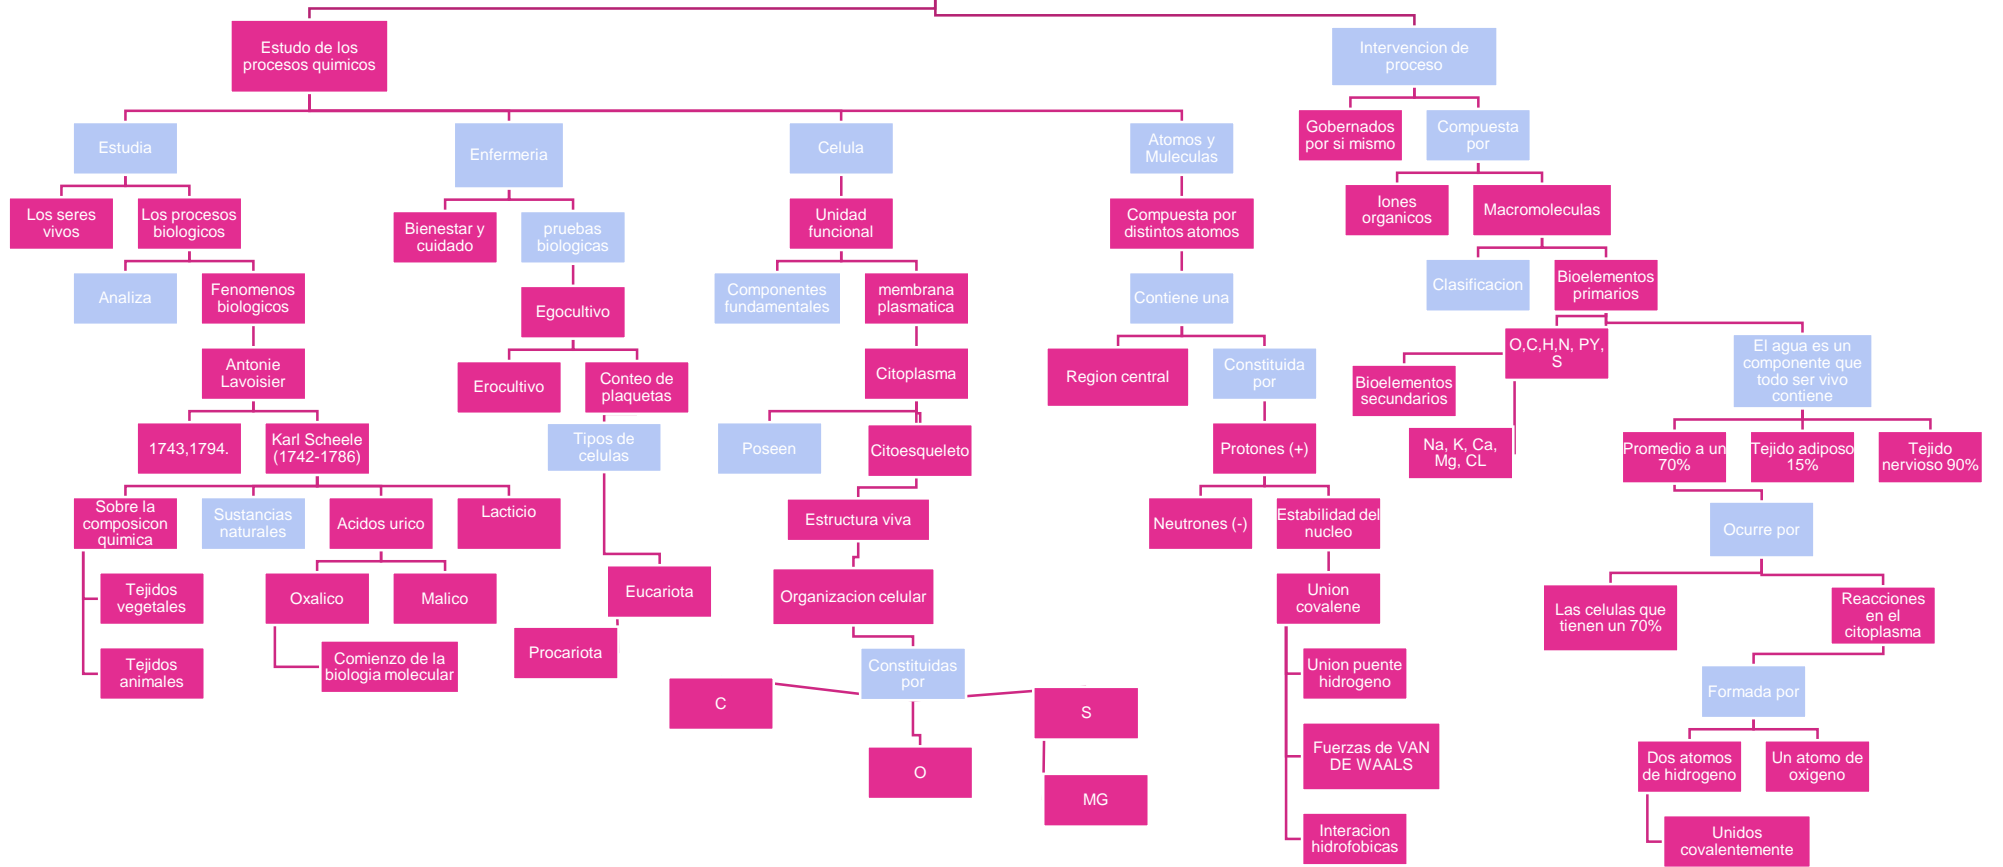 Estudo de los
procesos quimicos
Intervencion de
proceso
Estudia
Enfermeria
Celula
Atomos y
Muleculas
Gobernados
por si mismo
Compuesta
por
Los seres
vivos
Los procesos
biologicos
Bienestar y
cuidado
pruebas
biologicas
Unidad
funcional
Compuesta por
distintos atomos
Iones
organicos
Macromoleculas
Analiza
Fenomenos
biologicos
Egocultivo
Componentes
fundamentales
membrana
plasmatica
Contiene una
Clasificacion
Bioelementos
primarios
Antonie
Lavoisier
Erocultivo
Conteo de
plaquetas
Citoplasma
Region central
Constituida
por
Bioelementos
secundarios
O,C,H,N, PY,
S
El agua es un
componente que
todo ser vivo
contiene
1743,1794.
Karl Scheele
(1742-1786)
Tipos de
celulas
Poseen
Citoesqueleto
Protones (+)
Na, K, Ca,
Mg, CL
Promedio a un
70%
Tejido adiposo
15%
Tejido
nervioso 90%
Sobre la
composicon
quimica
Sustancias
naturales
Acidos urico
Lacticio
Estructura viva
Neutrones (-)
Estabilidad del
nucleo
Ocurre por
Tejidos
vegetales
Oxalico
Malico
Eucariota
Organizacion celular
Union
covalene
Las celulas que
tienen un 70%
Reacciones
en el
citoplasma
Tejidos
animales
Comienzo de la
biologia molecular
Procariota
Constituidas
por
Union puente
hidrogeno
Formada por
C
S
O
MG
Fuerzas de VAN
DE WAALS
Dos atomos
de hidrogeno
Un atomo de
oxigeno
Interacion
hidrofobicas
Unidos
covalentemente